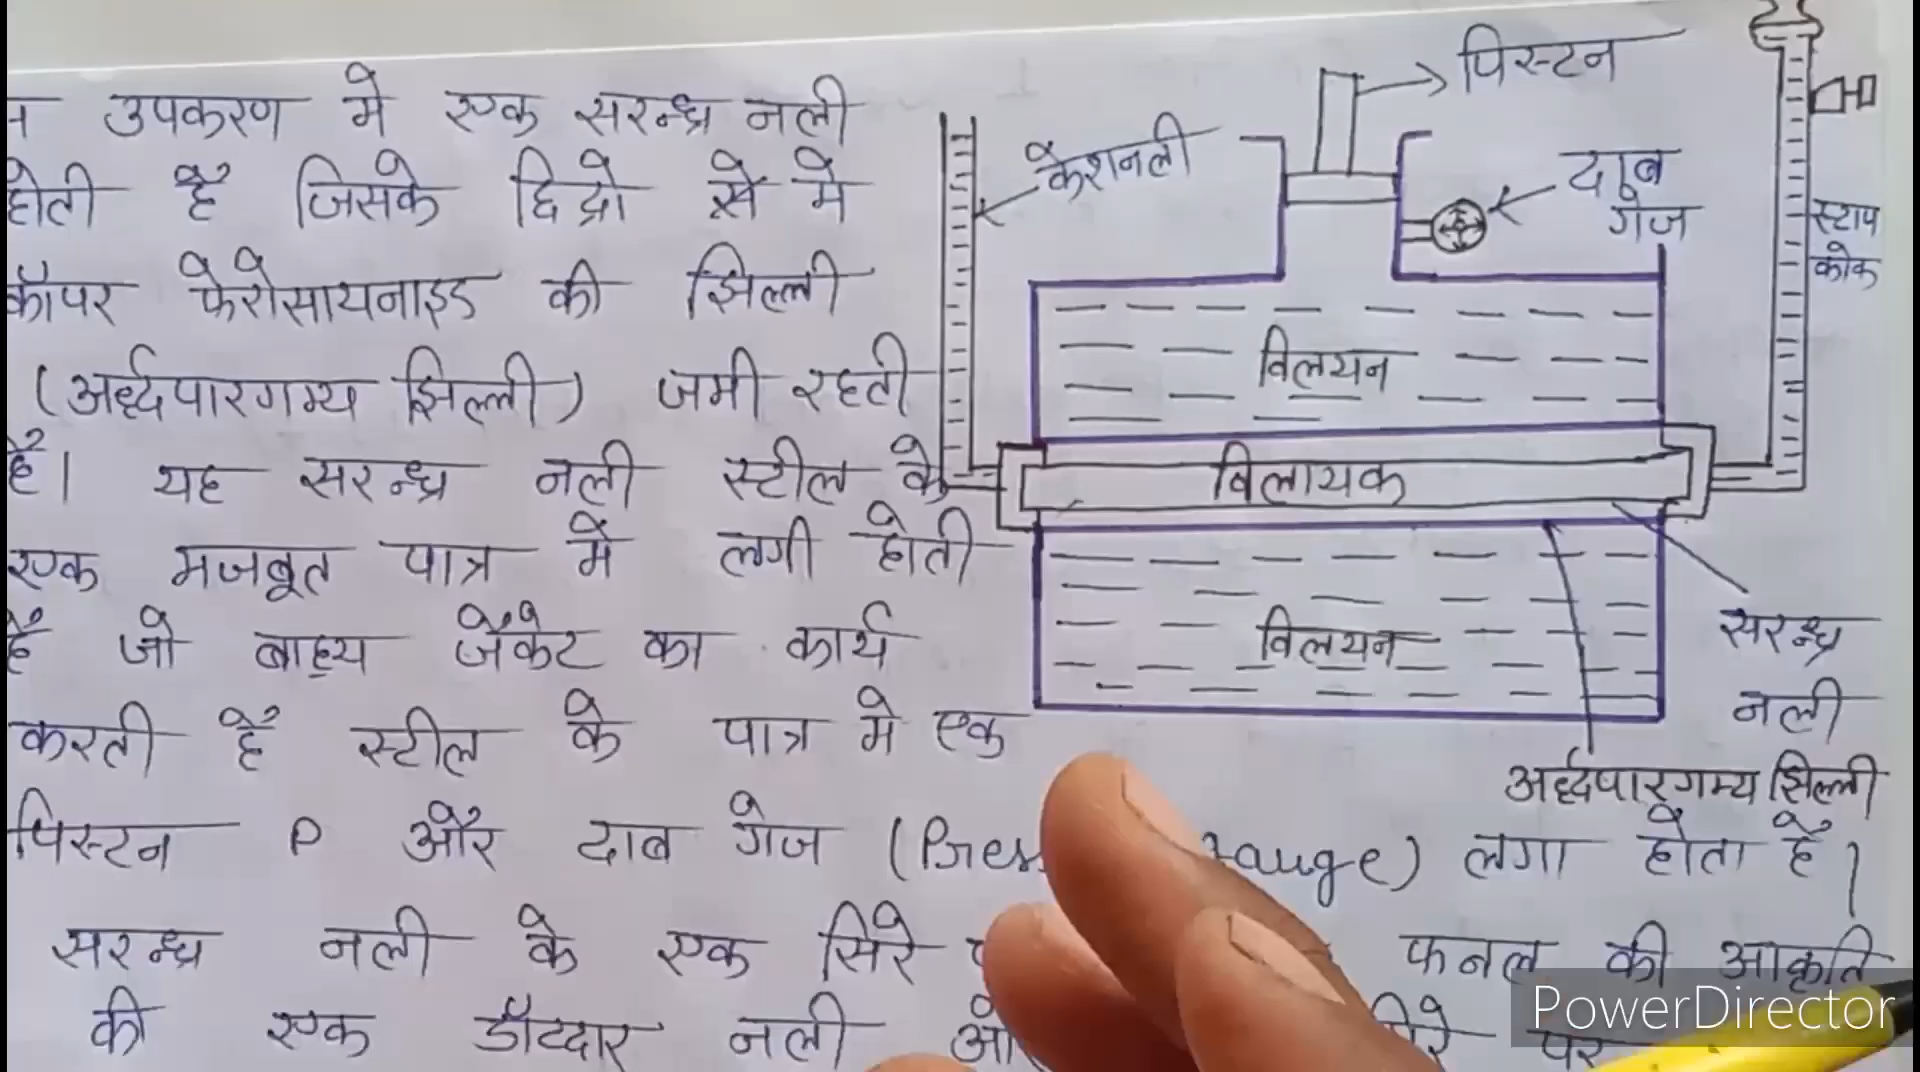 उपकरण मे एक सरन्ध्र नली
होती है जिसके छिद्रो से मे
कॉपर फेरोसायनाइड की झिल्ली
(अर्द्धपारगम्य झिल्ली) जमी रहती
है। यह सरन्ध्र नली स्टील के
एक मजबूत पात्र मे लगी होती
है जो बाह्य जैकेट का कार्य
करती है स्टील के पात्र मे एक
पिस्टन P और दाब गेज ( लगा होता है।
सरन्ध्र नली के एक सिरे फनल की आकृति
की एक डॉटदार नली पर
पिस्टन
केशनली
दाब
गेज
स्टाप
कोक
विलयन
विलायक
विलयन
सरन्ध्र
नली
अर्द्धपारगम्य झिल्ली
PowerDirector